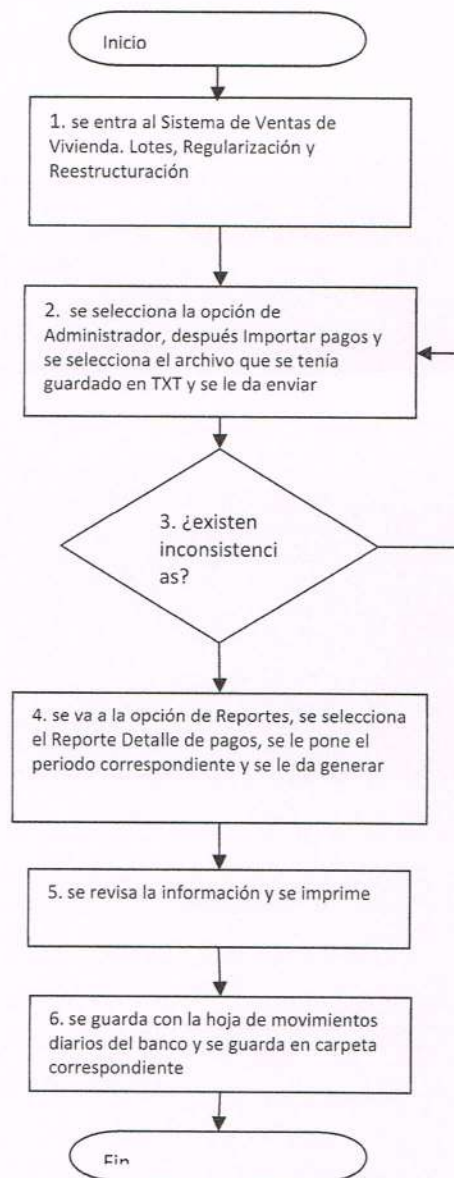 Inicio
1. se entra al Sistema de Ventas de
Vivienda. Lotes, Regularización y
Reestructuración
2. se selecciona la opción de
Administrador, después Importar pagos y
se selecciona el archivo que se tenía
guardado en TXT y se le da enviar
3. ¿existen
inconsistenci
as?
4. se va a la opción de Reportes, se selecciona
el Reporte Detalle de pagos, se le pone el
periodo correspondiente y se le da generar
5. se revisa la información y se imprime
6. se guarda con la hoja de movimientos
diarios del banco y se guarda en carpeta
correspondiente
Fin